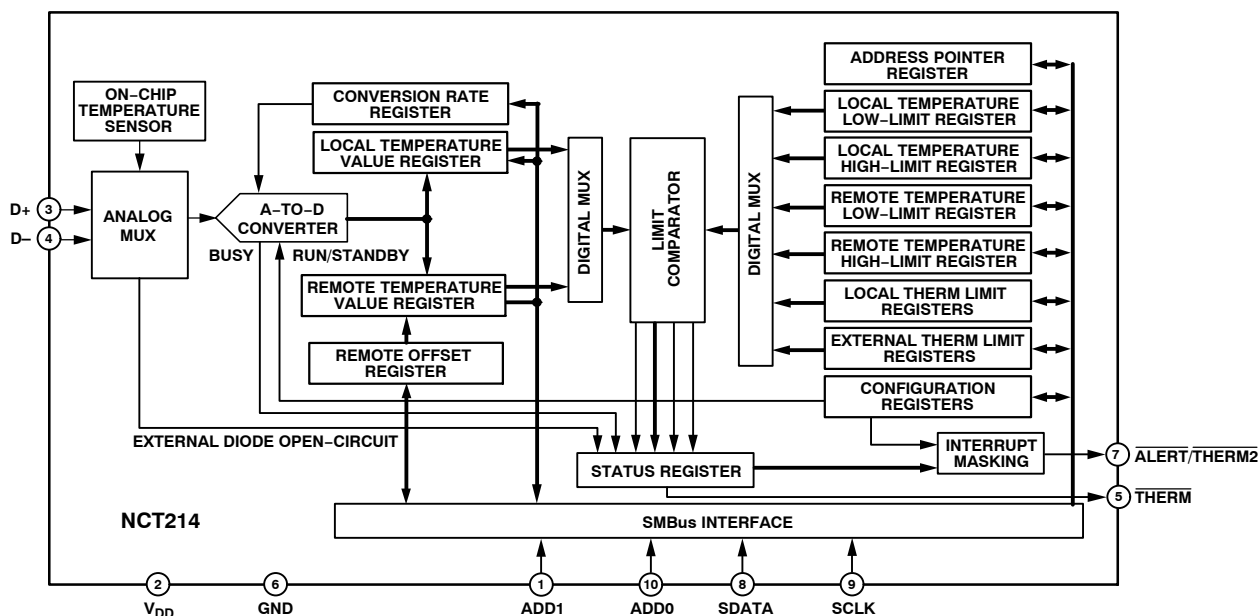 ON−CHIP
TEMPERATURE
SENSOR
CONVERSION RATE
REGISTER
LOCAL TEMPERATURE
VALUE REGISTER
ADDRESS POINTER
REGISTER
LOCAL TEMPERATURE
LOW−LIMIT REGISTER
LOCAL TEMPERATURE
HIGH−LIMIT REGISTER
REMOTE TEMPERATURE
LOW−LIMIT REGISTER
REMOTE TEMPERATURE
HIGH−LIMIT REGISTER
LOCAL THERM LIMIT
REGISTERS
EXTERNAL THERM LIMIT
REGISTERS
CONFIGURATION
REGISTERS
D+ 3
D− 4
ANALOG
MUX
A−TO−D
CONVERTER
BUSY
RUN/STANDBY
DIGITAL MUX
LIMIT
COMPARATOR
DIGITAL MUX
REMOTE TEMPERATURE
VALUE REGISTER
REMOTE OFFSET
REGISTER
EXTERNAL DIODE OPEN−CIRCUIT
STATUS REGISTER
INTERRUPT
MASKING
7 ALERT/THERM2
5 THERM
NCT214
SMBus INTERFACE
2
6
1
10
8
9
VDD
GND
ADD1
ADD0
SDATA
SCLK